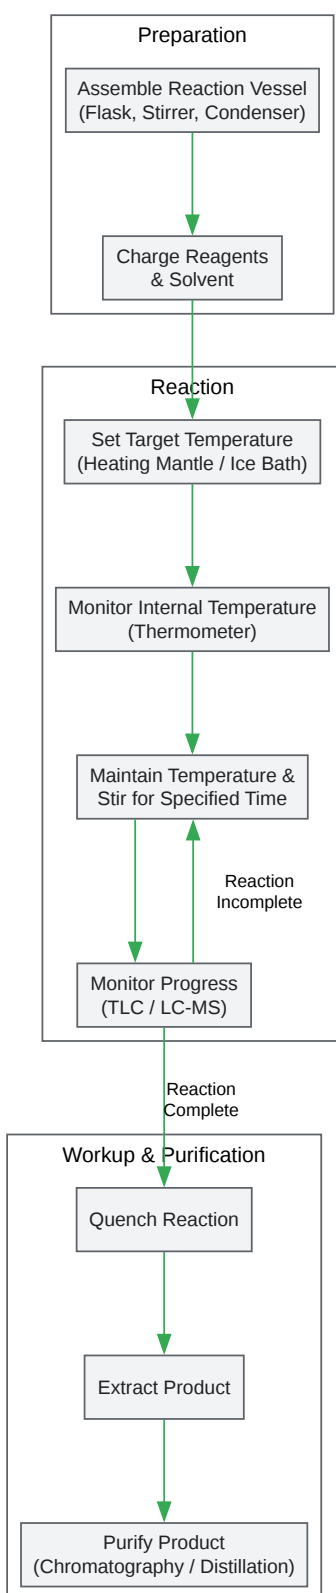 Preparation
Assemble Reaction Vessel
(Flask, Stirrer, Condenser)
Charge Reagents
& Solvent
Reaction
Set Target Temperature
(Heating Mantle / Ice Bath)
Monitor Internal Temperature
(Thermometer)
Maintain Temperature &
Stir for Specified Time
Reaction
Incomplete
Monitor Progress
(TLC / LC-MS)
Reaction
Complete
Workup & Purification
Quench Reaction
Extract Product
Purify Product
(Chromatography / Distillation)